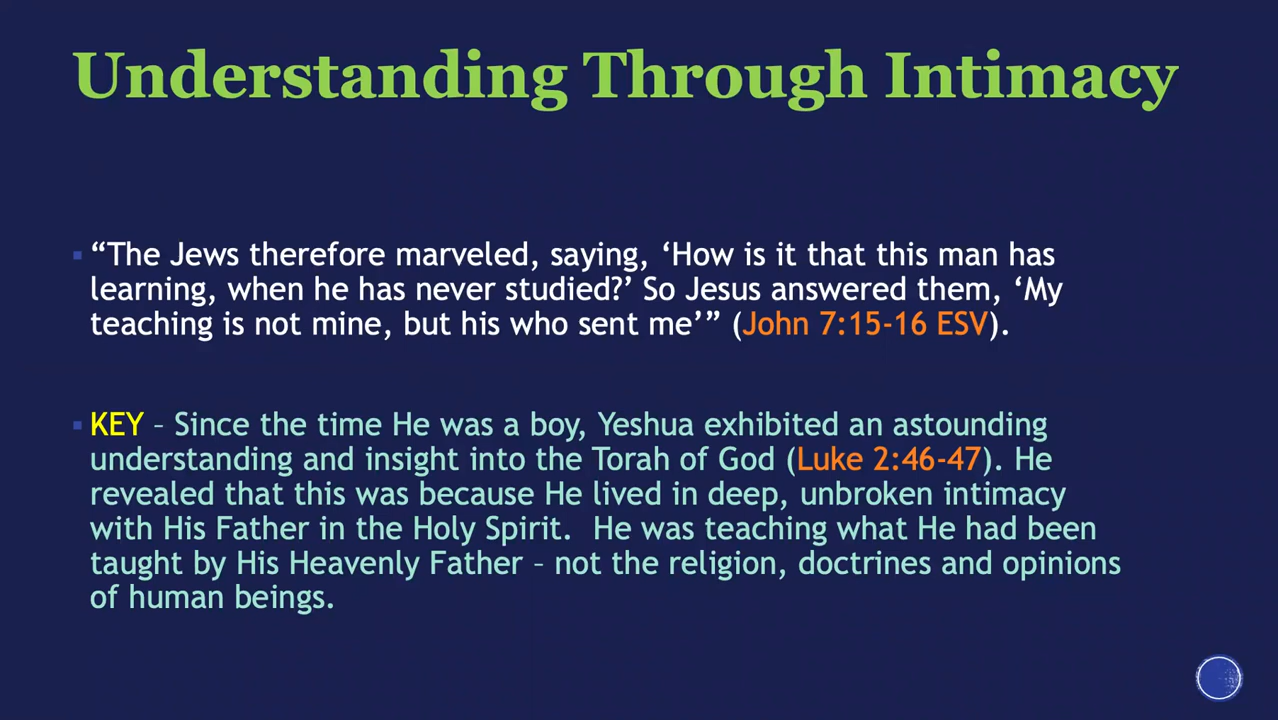 Understanding Through Intimacy
“The Jews therefore marveled, saying, ‘How is it that this man has
learning, when he has never studied?’ So Jesus answered them, ‘My
teaching is not mine, but his who sent me’” (John 7:15-16 ESV).
KEY – Since the time He was a boy, Yeshua exhibited an astounding
understanding and insight into the Torah of God (Luke 2:46-47). He
revealed that this was because He lived in deep, unbroken intimacy
with His Father in the Holy Spirit.  He was teaching what He had been
taught by His Heavenly Father – not the religion, doctrines and opinions
of human beings.